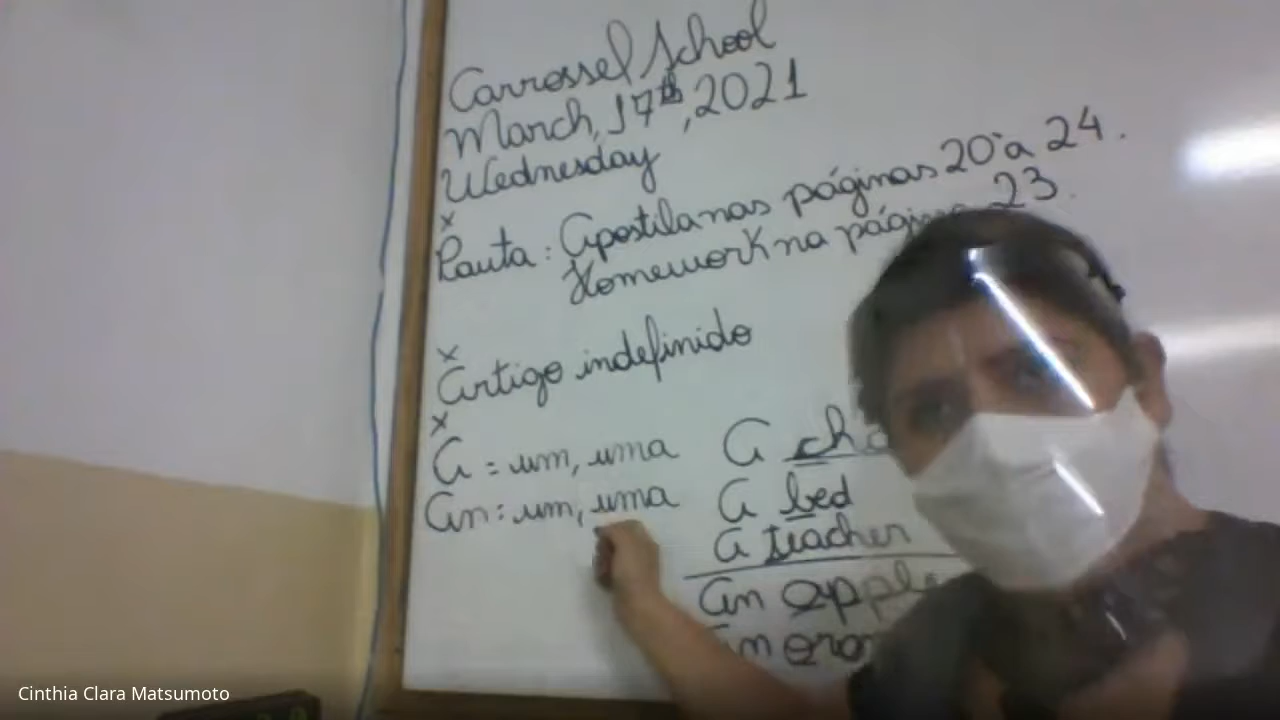 Carrossel School
March, 17th, 2021
Wednesday
x
Pauta: Apostila nas páginas 20 a 24.
Homework na página 23.
x
Artigo indefinido
x
A = um, uma
An: um, uma
A
A bed
A teacher
An
An
Cinthia Clara Matsumoto